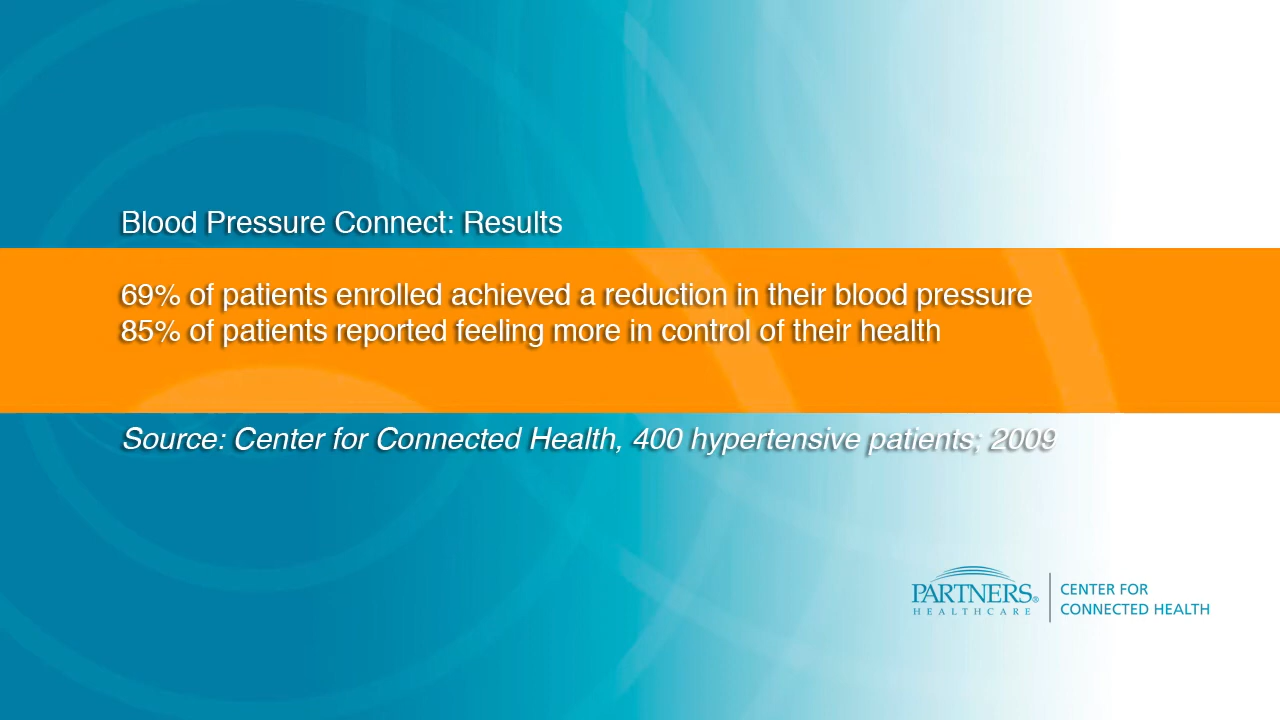 Blood Pressure Connect: Results
69% of patients enrolled achieved a reduction in their blood pressure
85% of patients reported feeling more in control of their health
Source: Center for Connected Health, 400 hypertensive patients; 2009
PARTNERS®
HEALTHCARE
CENTER FOR
CONNECTED HEALTH